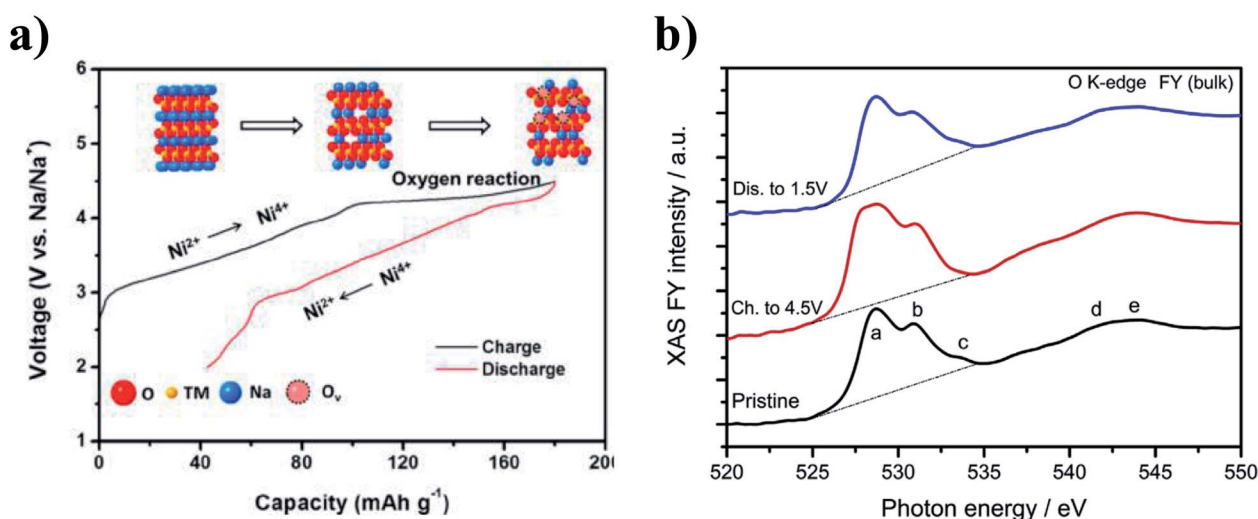 a)
6
5
4
3
2
1
Voltage (V vs. Na/Na⁺)
Oxygen reaction
Ni²⁺ → Ni⁴⁺
Ni²⁺ ← Ni⁴⁺
Charge
Discharge
O TM Na Oᵥ
0 40 80 120 160 200
Capacity (mAh g⁻¹)
b)
O K-edge FY (bulk)
XAS FY intensity / a.u.
Dis. to 1.5V
Ch. to 4.5V
Pristine
a b c d e
520 525 530 535 540 545 550
Photon energy / eV